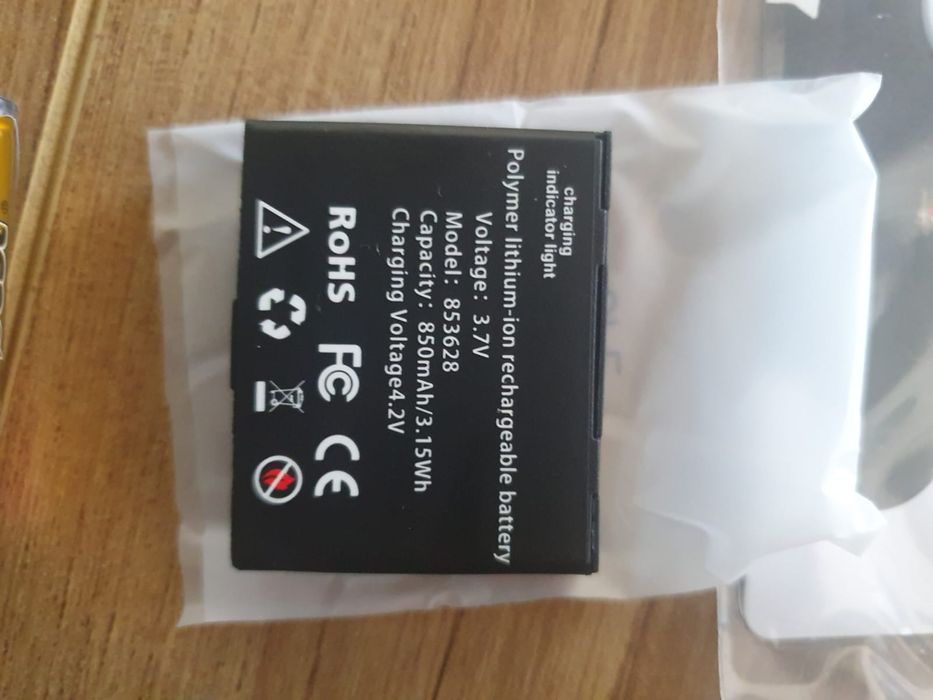 charging
indicator light
Polymer lithium-ion rechargeable battery
Voltage: 3.7V
Model: 853628
Capacity: 850mAh/3.15Wh
Charging Voltage4.2V
RoHS FC CE